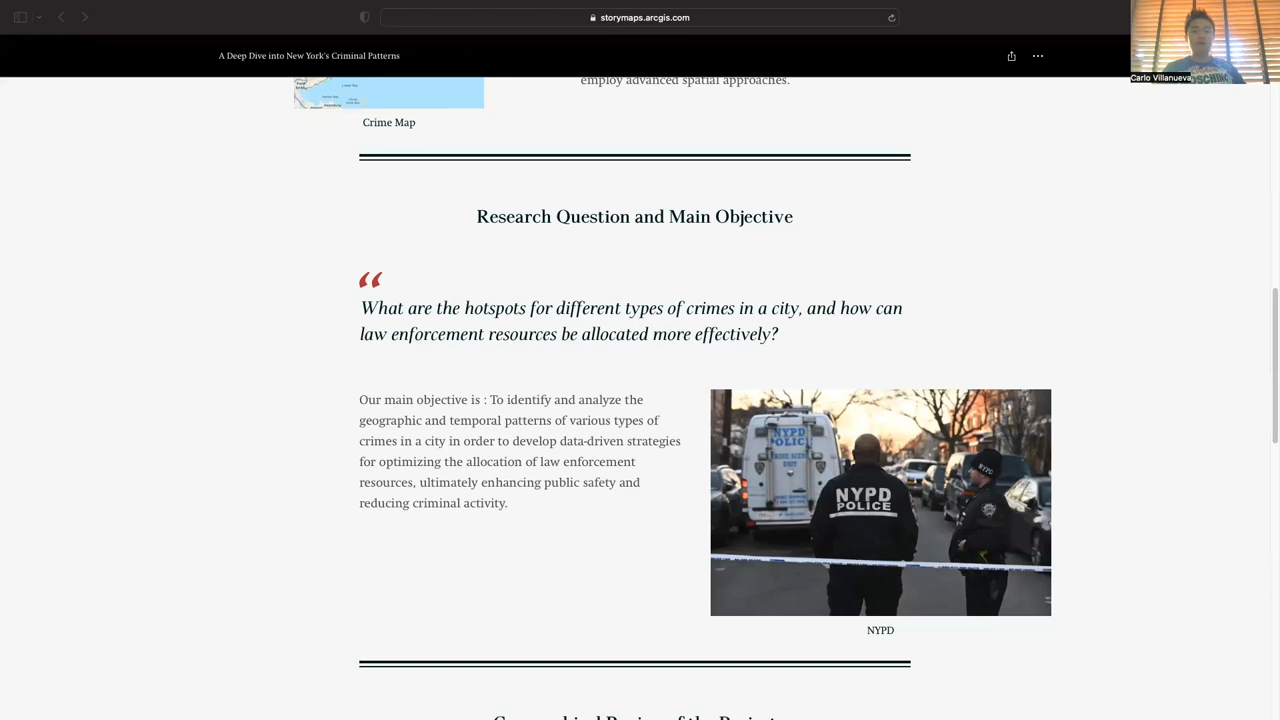 storymaps.arcgis.com
A Deep Dive into New York's Criminal Patterns
Carlo Villanueva
employ advanced spatial approaches.
Crime Map
Research Question and Main Objective
“
What are the hotspots for different types of crimes in a city, and how can
law enforcement resources be allocated more effectively?
Our main objective is : To identify and analyze the
geographic and temporal patterns of various types of
crimes in a city in order to develop data-driven strategies
for optimizing the allocation of law enforcement
resources, ultimately enhancing public safety and
reducing criminal activity.
NYPD
POLICE
NYPD
POLICE
NYPD
NYPD